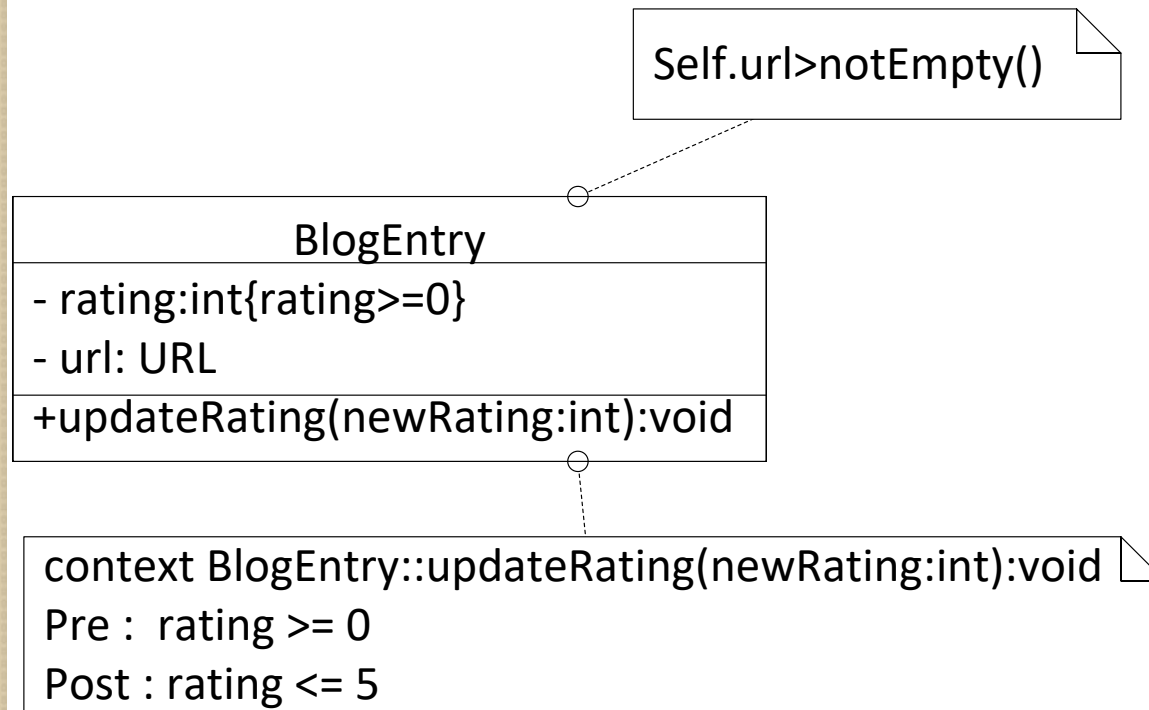 Self.url>notEmpty()
BlogEntry
- rating:int{rating>=0}
- url: URL
+updateRating(newRating:int):void
context BlogEntry::updateRating(newRating:int):void
Pre : rating >= 0
Post : rating <= 5